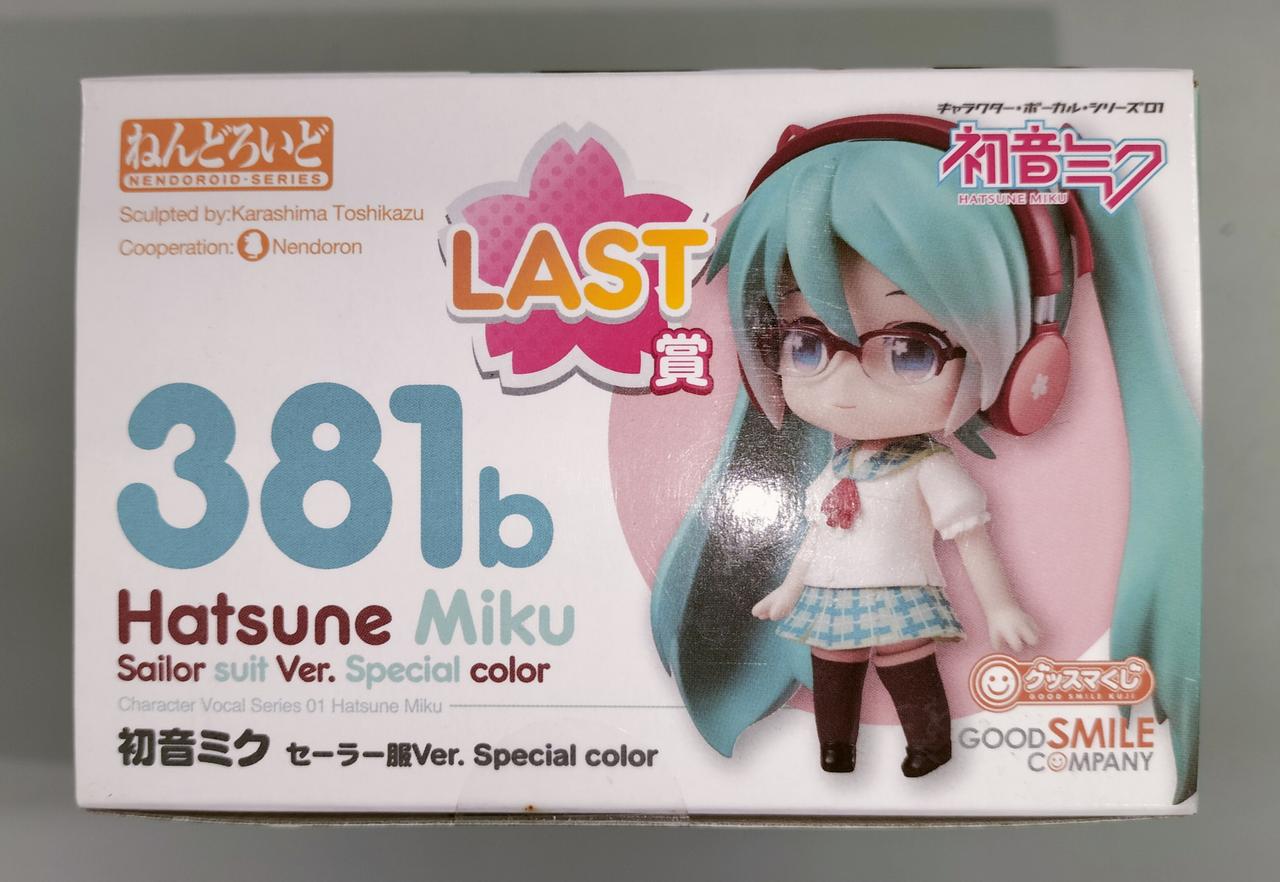 ねんどろいど
NENDOROID-SERIES
Sculpted by:Karashima Toshikazu
Cooperation: Nendoron
LAST
賞
キャラクター・ボーカル・シリーズ01
初音ミク
HATSUNE MIKU
381b
Hatsune Miku
Sailor suit Ver. Special color
Character Vocal Series 01 Hatsune Miku
初音ミク セーラー服Ver. Special color
グッスマくじ
GOOD SMILE KUJI
GOOD SMILE
COMPANY